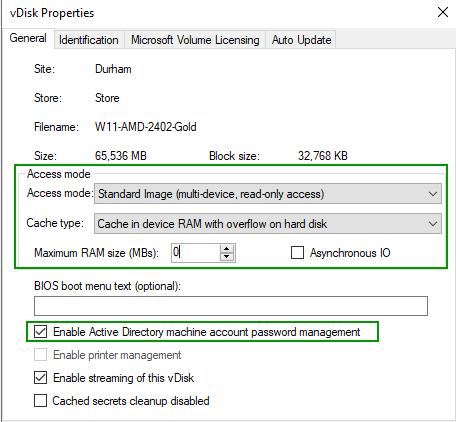 vDisk Properties
General Identification Microsoft Volume Licensing Auto Update
Site: Durham
Store: Store
Filename: W11-AMD-2402-Gold
Size: 65,536 MB Block size: 32,768 KB
Access mode
Access mode: Standard Image (multi-device, read-only access)
Cache type: Cache in device RAM with overflow on hard disk
Maximum RAM size (MBs): 0 Asynchronous IO
BIOS boot menu text (optional):
Enable Active Directory machine account password management
Enable printer management
Enable streaming of this vDisk
Cached secrets cleanup disabled